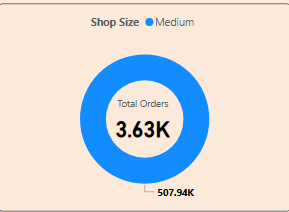 Shop Size Medium
Total Orders
3.63K
507.94K